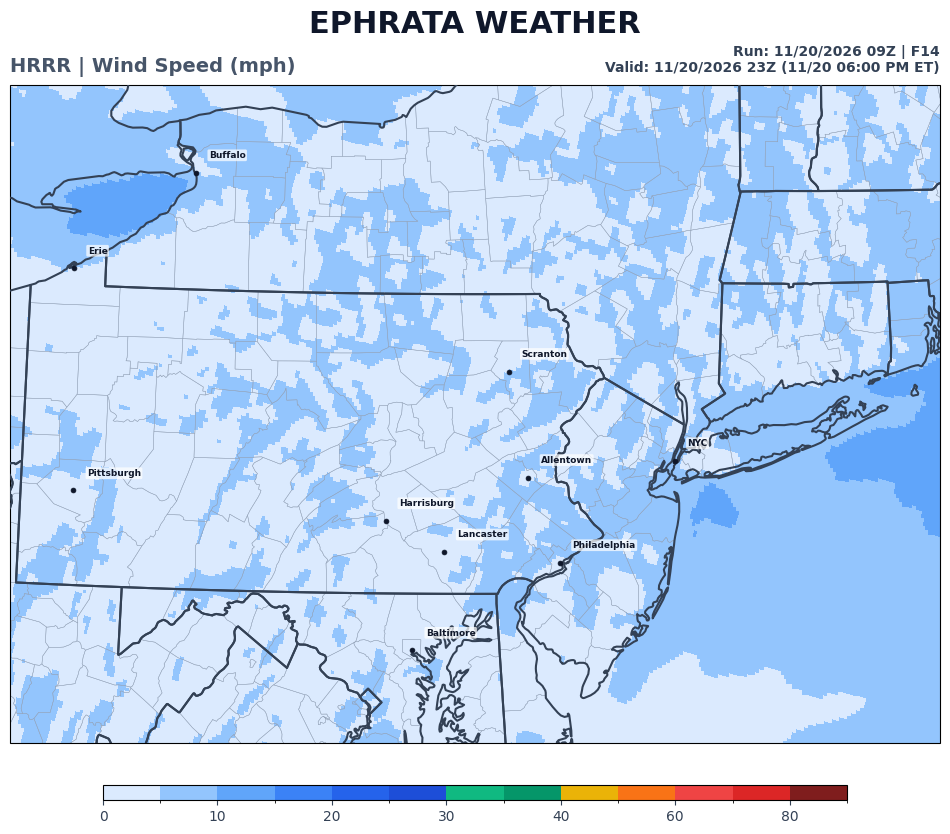 EPHRATA WEATHER
HRRR | Wind Speed (mph)
Run: 11/20/2026 09Z | F14
Valid: 11/20/2026 23Z (11/20 06:00 PM ET)
Buffalo
Erie
Scranton
NYC
Allentown
Pittsburgh
Harrisburg
Lancaster
Philadelphia
Baltimore
0 10 20 30 40 60 80